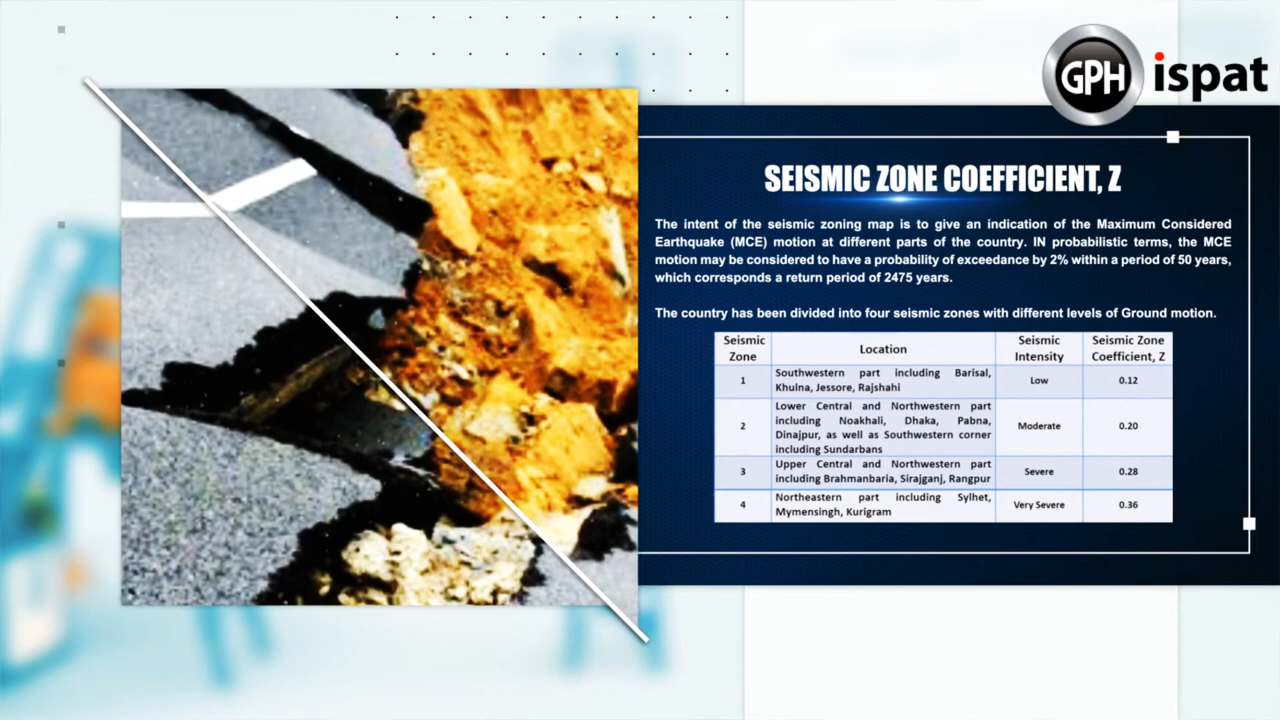 GPH ispat
SEISMIC ZONE COEFFICIENT, Z
The intent of the seismic zoning map is to give an indication of the Maximum Considered
Earthquake (MCE) motion at different parts of the country. IN probabilistic terms, the MCE
motion may be considered to have a probability of exceedance by 2% within a period of 50 years,
which corresponds a return period of 2475 years.
The country has been divided into four seismic zones with different levels of Ground motion.
Seismic Zone Location Seismic Intensity Seismic Zone Coefficient, Z
1 Southwestern part including Barisal,
Khulna, Jessore, Rajshahi Low 0.12
2 Lower Central and Northwestern part
including Noakhali, Dhaka, Pabna,
Dinajpur, as well as Southwestern corner
including Sundarbans Moderate 0.20
3 Upper Central and Northwestern part
including Brahmanbaria, Sirajganj, Rangpur Severe 0.28
4 Northeastern part including Sylhet,
Mymensingh, Kurigram Very Severe 0.36